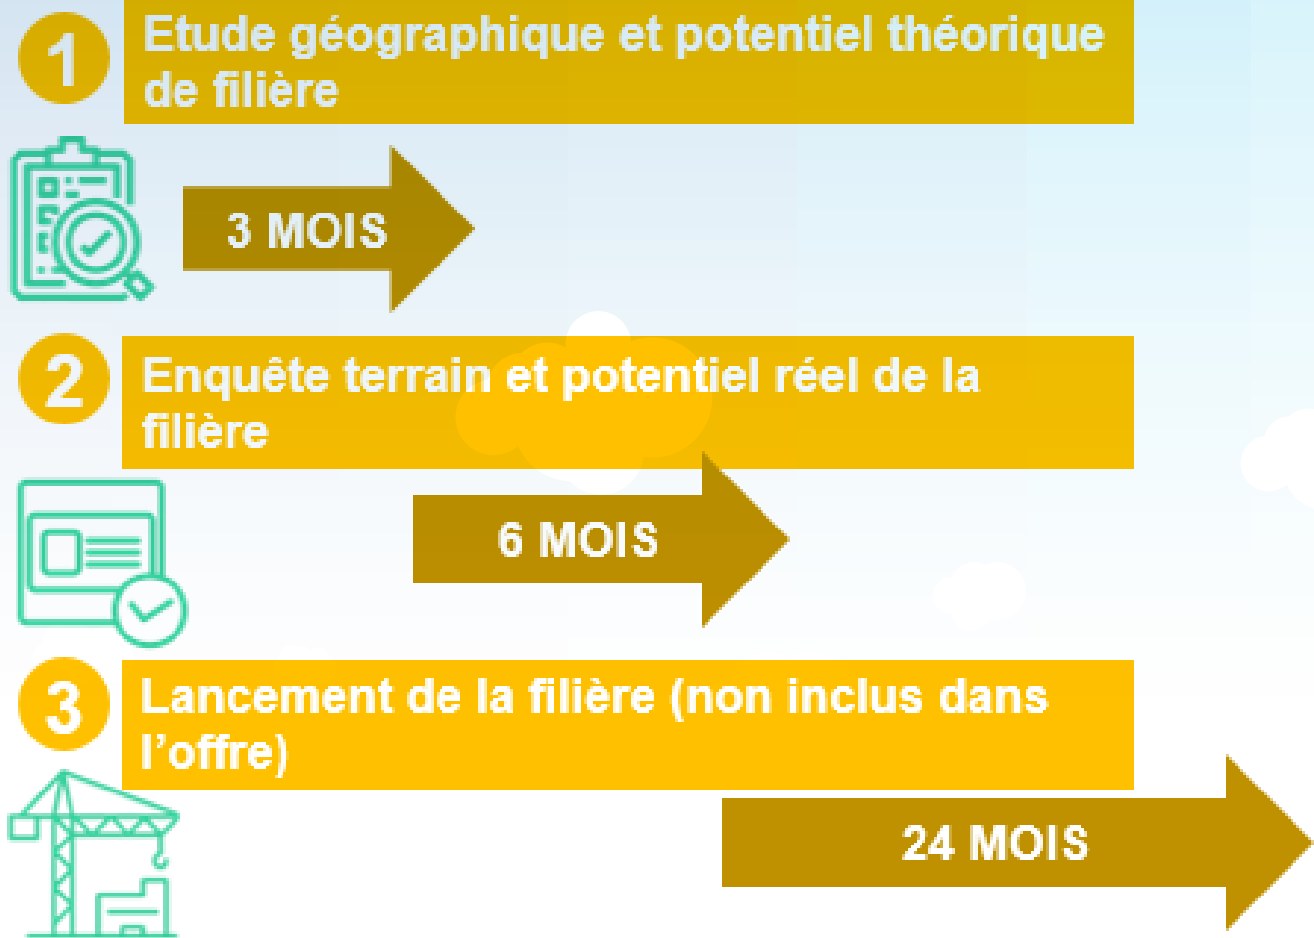 1
Etude géographique et potentiel théorique
de filière
3 MOIS
2
Enquête terrain et potentiel réel de la
filière
6 MOIS
3
Lancement de la filière (non inclus dans
l’offre)
24 MOIS